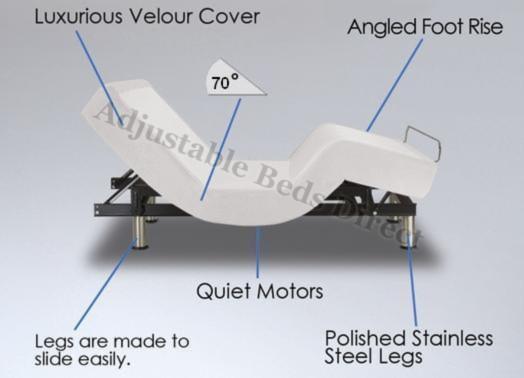 Luxurious Velour Cover
Angled Foot Rise
70°
Adjustable Beds Direct
Quiet Motors
Legs are made to
slide easily.
Polished Stainless
Steel Legs